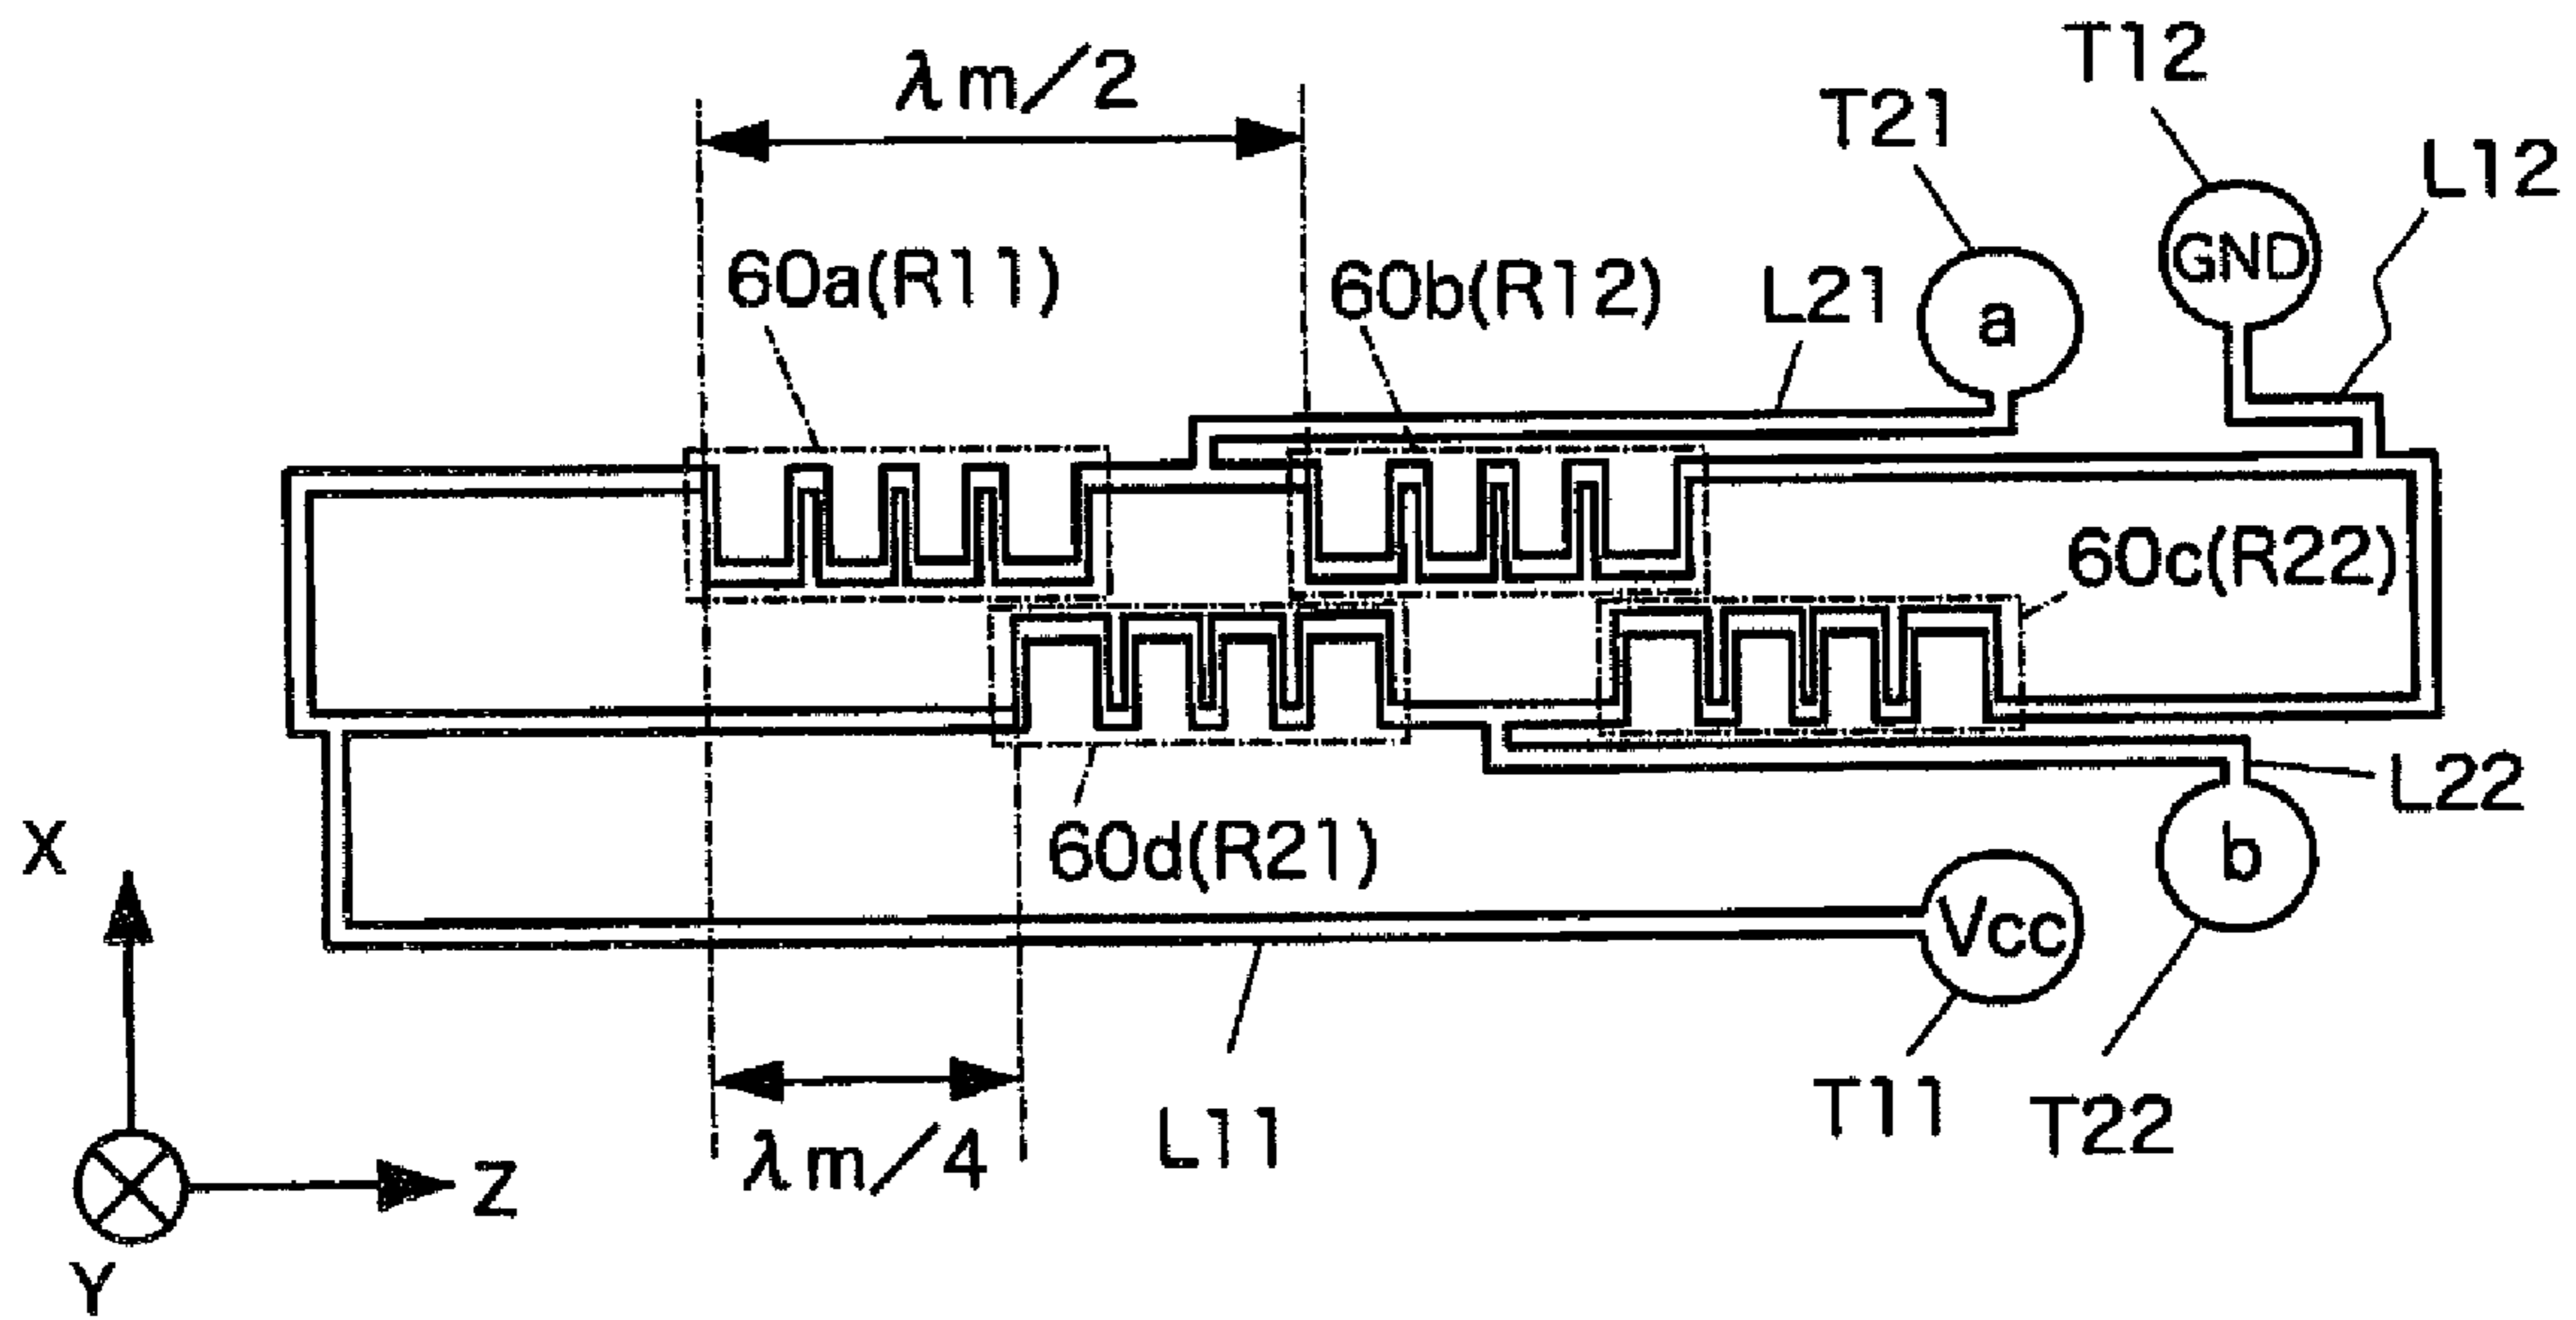 T12
λm/2
T21
L12
60a(R11)
60b(R12)
L21
a
GND
60c(R22)
L22
X
60d(R21)
b
Vcc
λm/4
L11
T11
T22
Z
Y